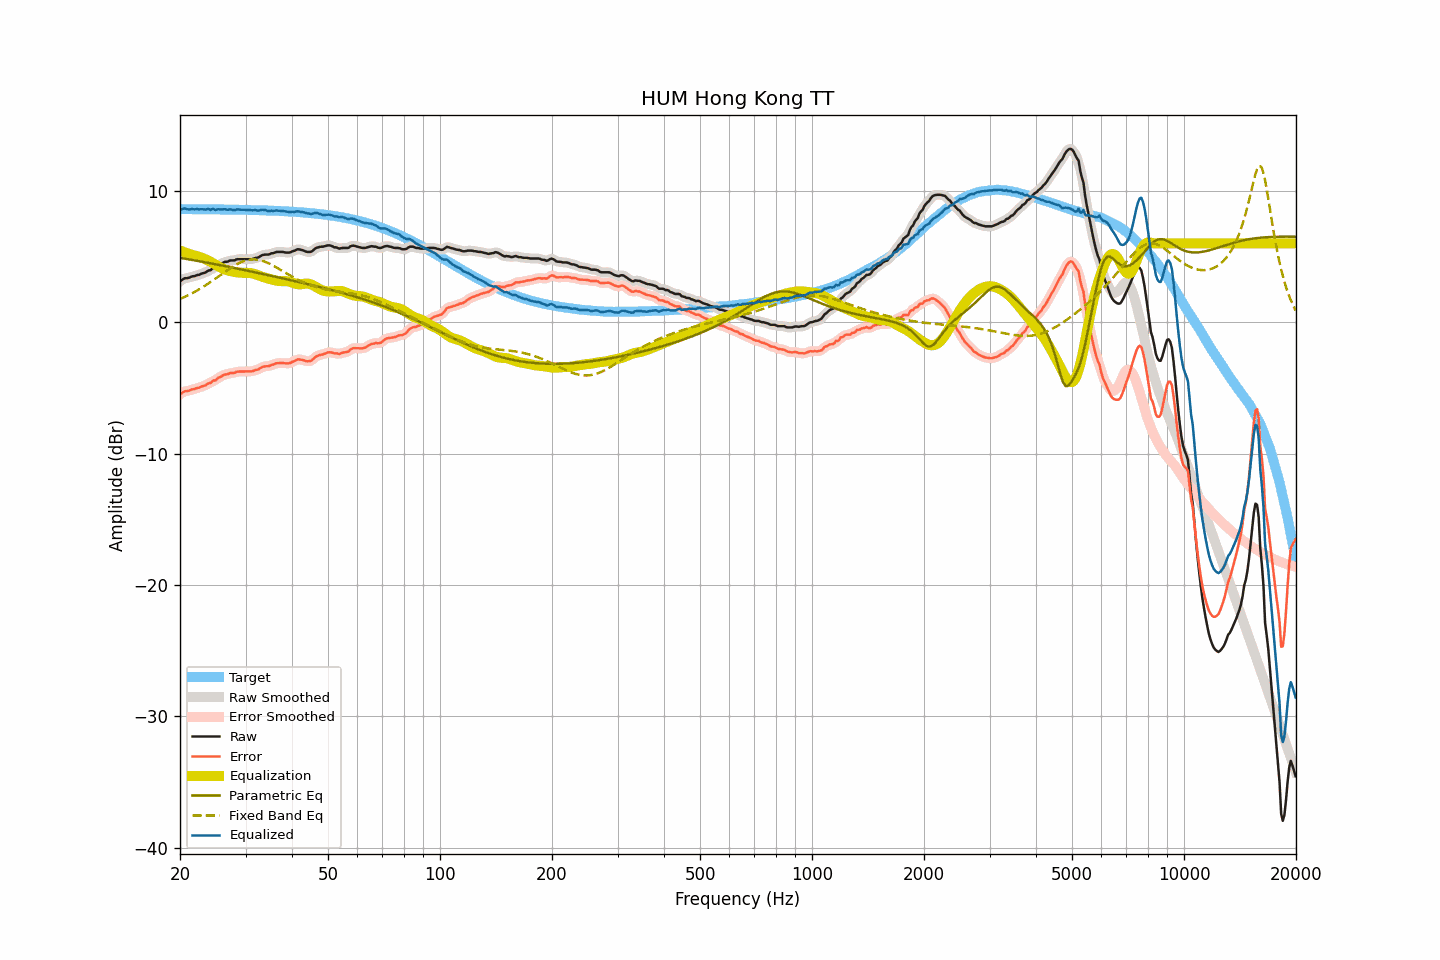 HUM Hong Kong TT
10
0
−10
−20
−30
−40
Amplitude (dBr)
Target
Raw Smoothed
Error Smoothed
Raw
Error
Equalization
Parametric Eq
Fixed Band Eq
Equalized
20 50 100 200 500 1000 2000 5000 10000 20000
Frequency (Hz)